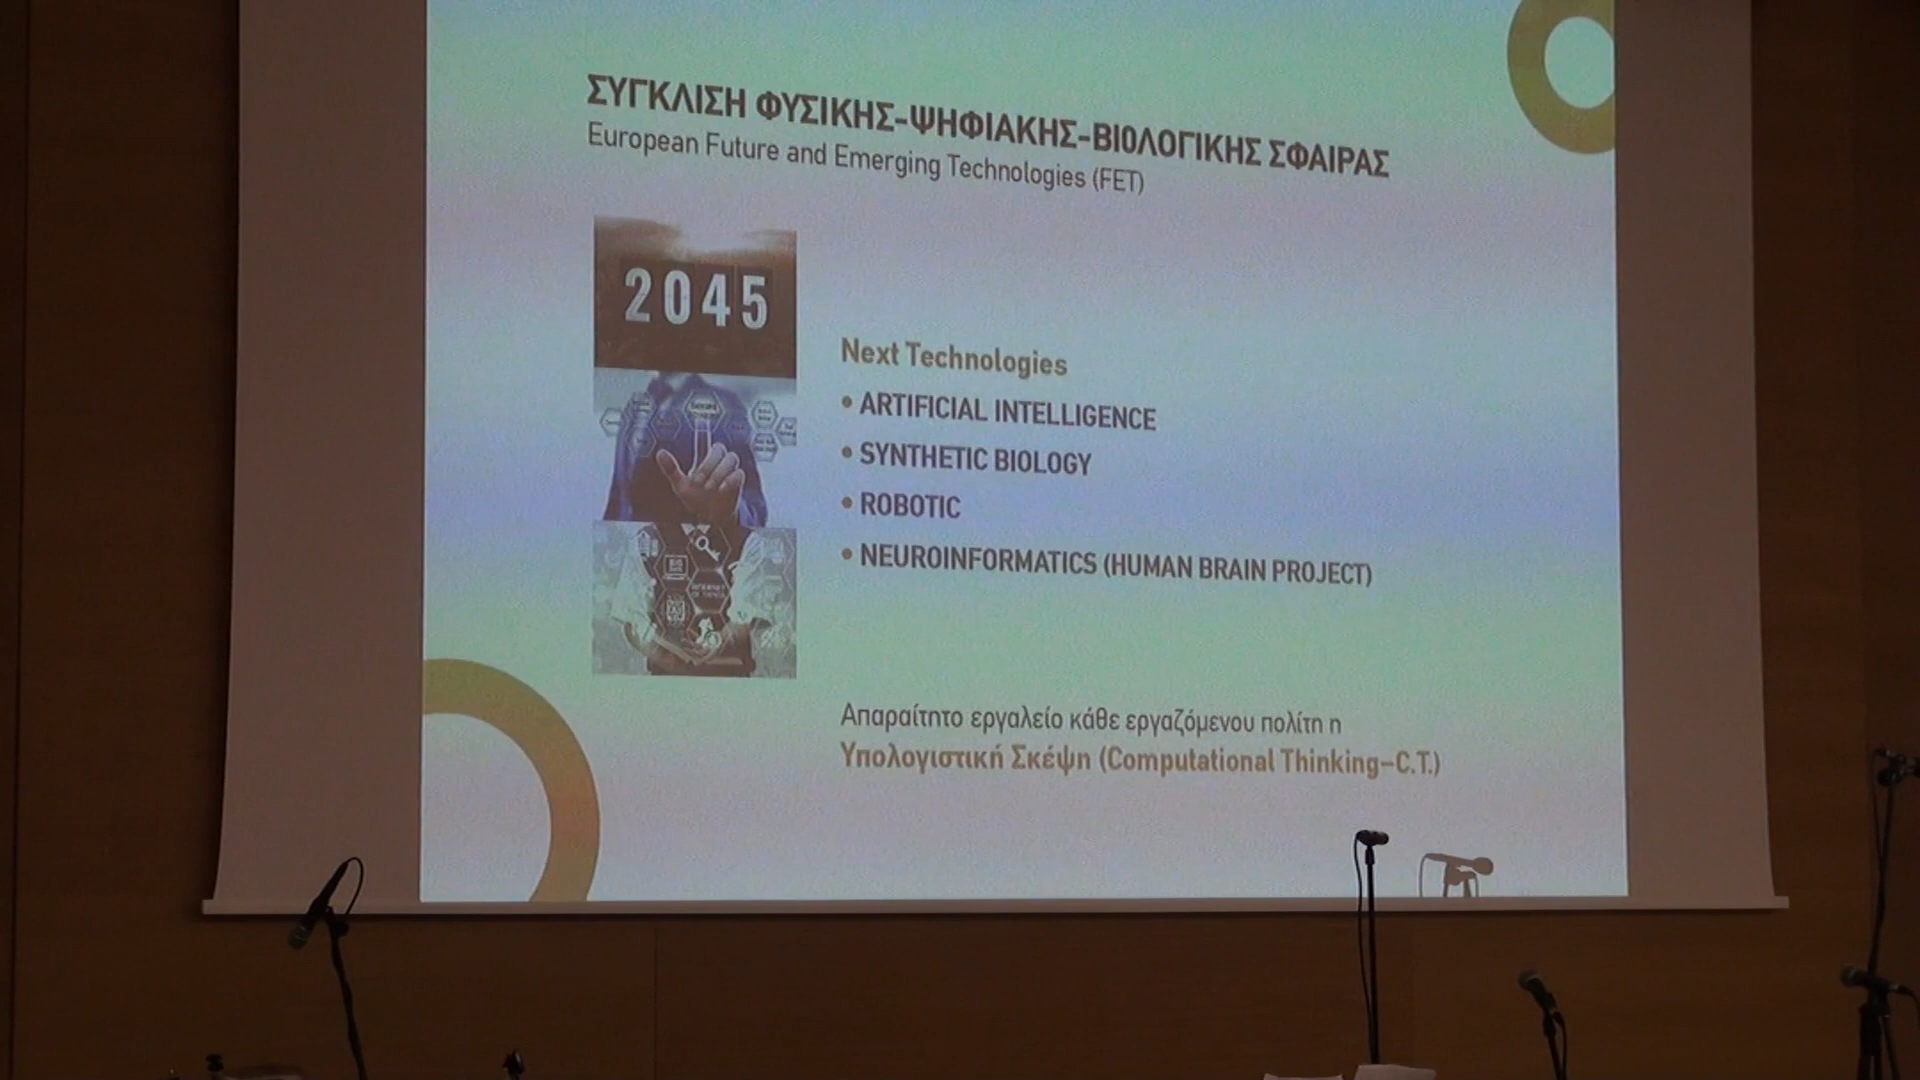 ΣΥΓΚΛΙΣΗ ΦΥΣΙΚΗΣ-ΨΗΦΙΑΚΗΣ-ΒΙΟΛΟΓΙΚΗΣ ΣΦΑΙΡΑΣ
European Future and Emerging Technologies (FET)
2045
Next Technologies
• ARTIFICIAL INTELLIGENCE
• SYNTHETIC BIOLOGY
• ROBOTIC
• NEUROINFORMATICS (HUMAN BRAIN PROJECT)
Απαραίτητο εργαλείο κάθε εργαζόμενου πολίτη η
Υπολογιστική Σκέψη (Computational Thinking–C.T.)